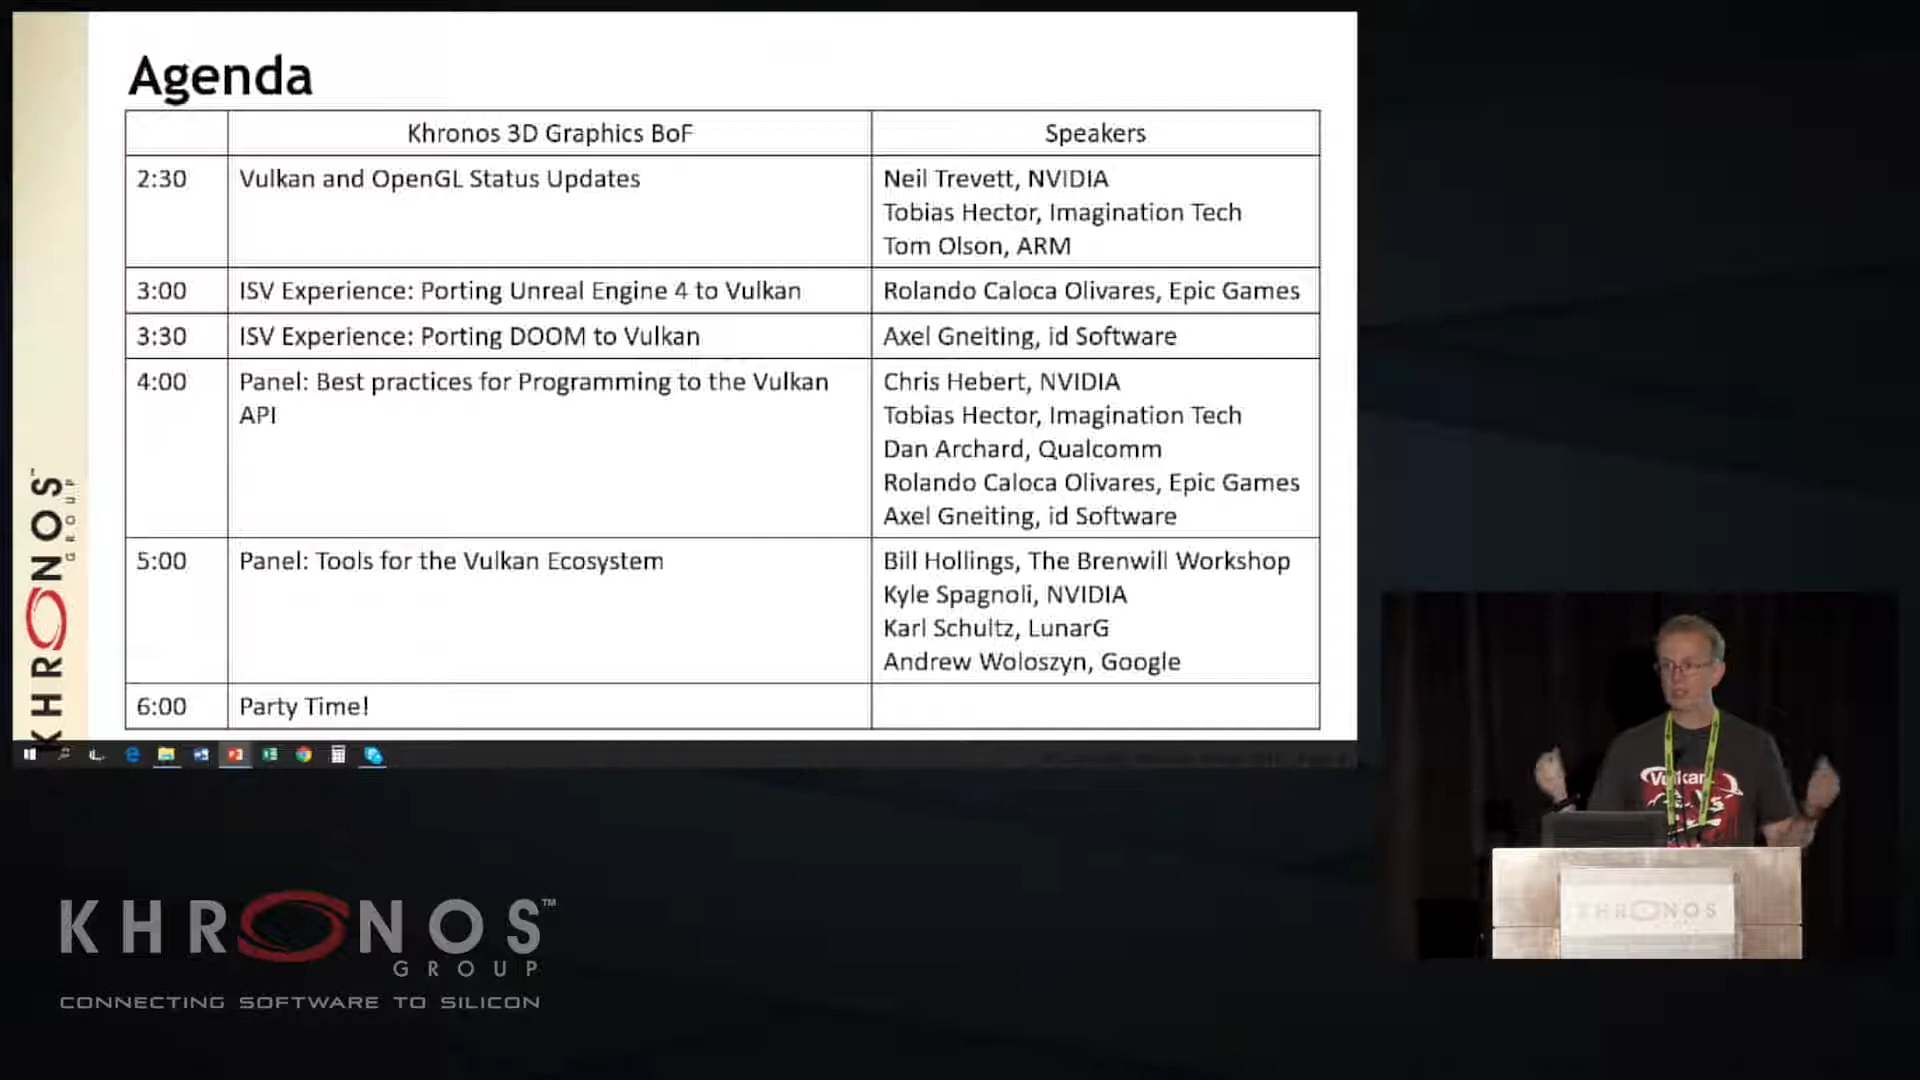 Agenda
Khronos 3D Graphics BoF Speakers
2:30 Vulkan and OpenGL Status Updates Neil Trevett, NVIDIA
Tobias Hector, Imagination Tech
Tom Olson, ARM
3:00 ISV Experience: Porting Unreal Engine 4 to Vulkan Rolando Caloca Olivares, Epic Games
3:30 ISV Experience: Porting DOOM to Vulkan Axel Gneiting, id Software
4:00 Panel: Best practices for Programming to the Vulkan Chris Hebert, NVIDIA
API Tobias Hector, Imagination Tech
Dan Archard, Qualcomm
Rolando Caloca Olivares, Epic Games
Axel Gneiting, id Software
5:00 Panel: Tools for the Vulkan Ecosystem Bill Hollings, The Brenwill Workshop
Kyle Spagnoli, NVIDIA
Karl Schultz, LunarG
Andrew Woloszyn, Google
6:00 Party Time!
KHRONOS™
GROUP
Vulkan
KHRONOS
KHRONOS™
GROUP
CONNECTING SOFTWARE TO SILICON